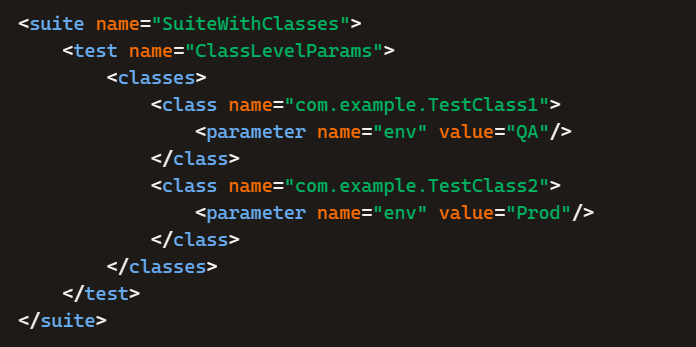 <suite name="SuiteWithClasses">
    <test name="ClassLevelParams">
        <classes>
            <class name="com.example.TestClass1">
                <parameter name="env" value="QA"/>
            </class>
            <class name="com.example.TestClass2">
                <parameter name="env" value="Prod"/>
            </class>
        </classes>
    </test>
</suite>